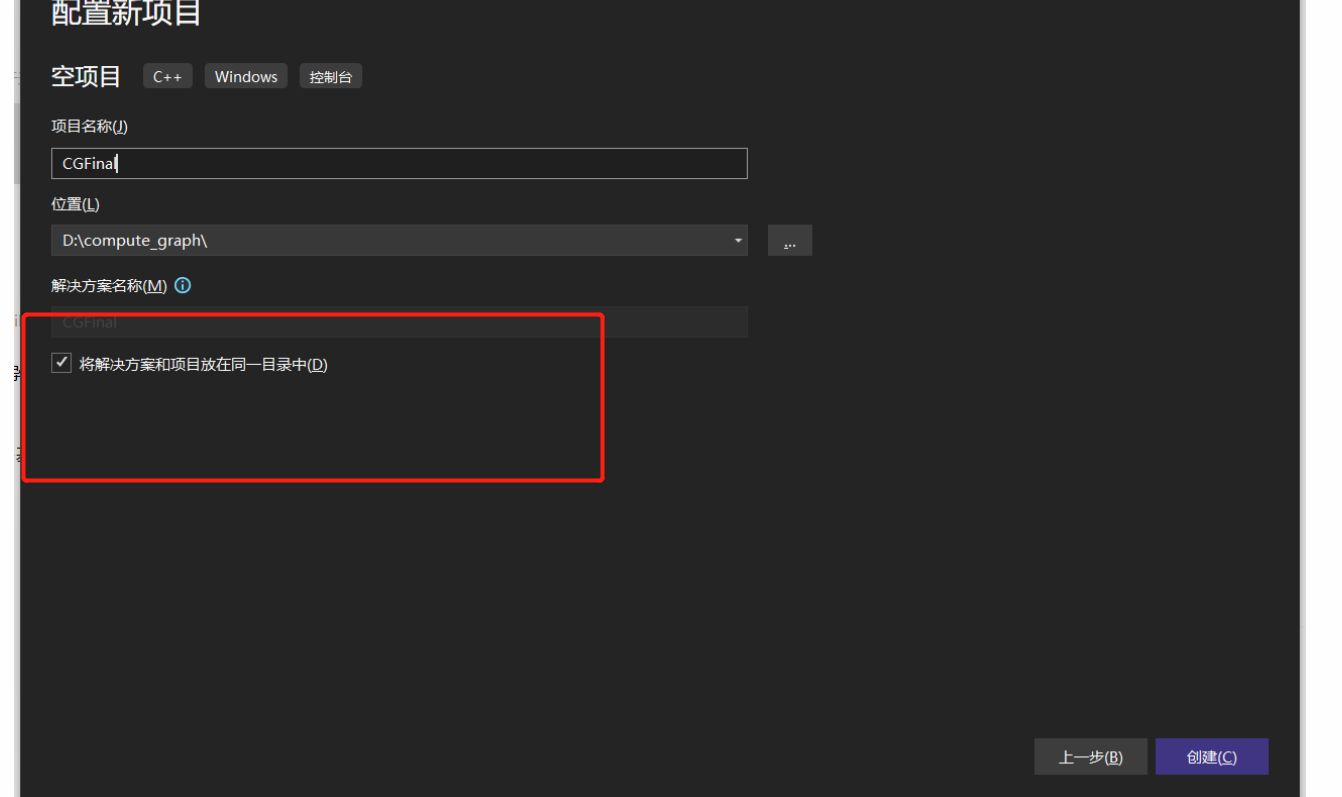 配置新项目
空项目 C++ Windows 控制台
项目名称(J)
CGFinal
位置(L)
D:\compute_graph\
...
解决方案名称(M)
CGFinal
将解决方案和项目放在同一目录中(D)
上一步(B) 创建(C)